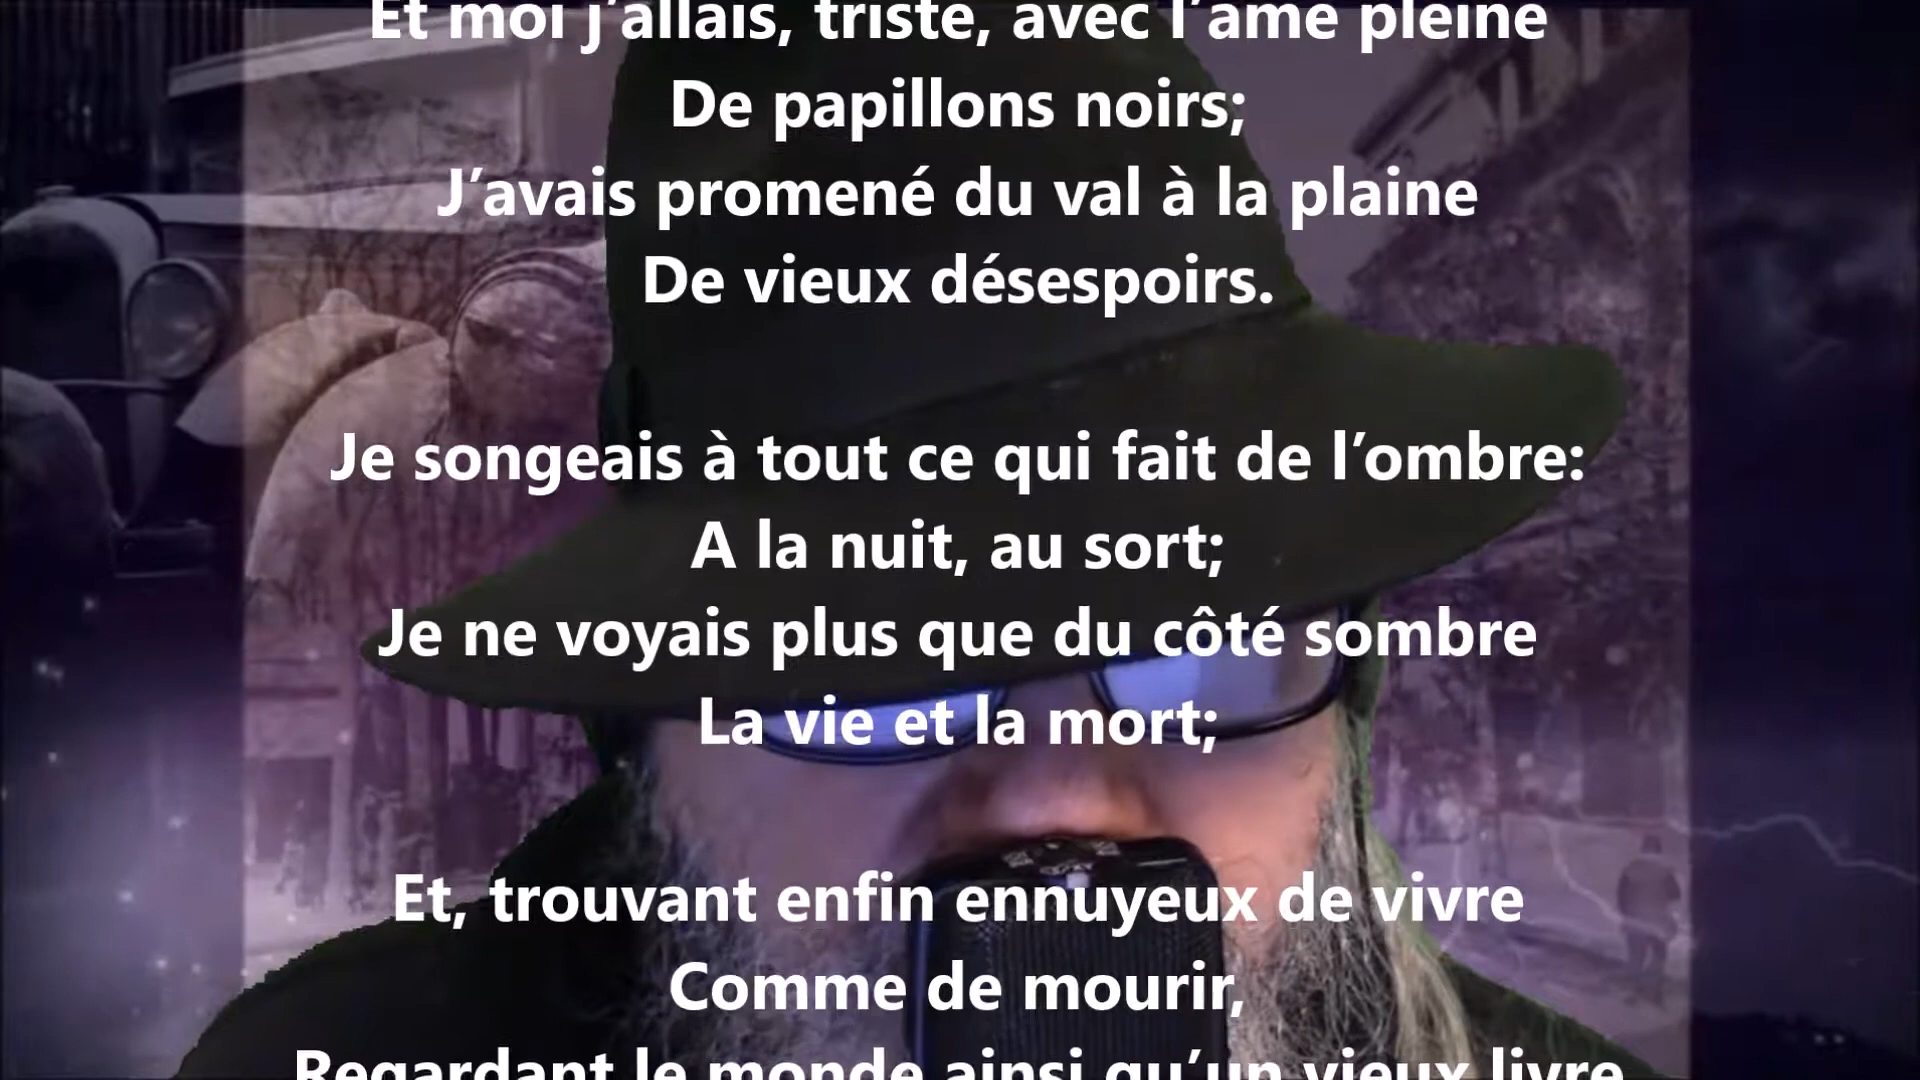 Et moi j’allais, triste, avec l’âme pleine
De papillons noirs;
J’avais promené du val à la plaine
De vieux désespoirs.
Je songeais à tout ce qui fait de l’ombre:
A la nuit, au sort;
Je ne voyais plus que du côté sombre
La vie et la mort;
Et, trouvant enfin ennuyeux de vivre
Comme de mourir,
Regardant le monde ainsi qu’un vieux livre